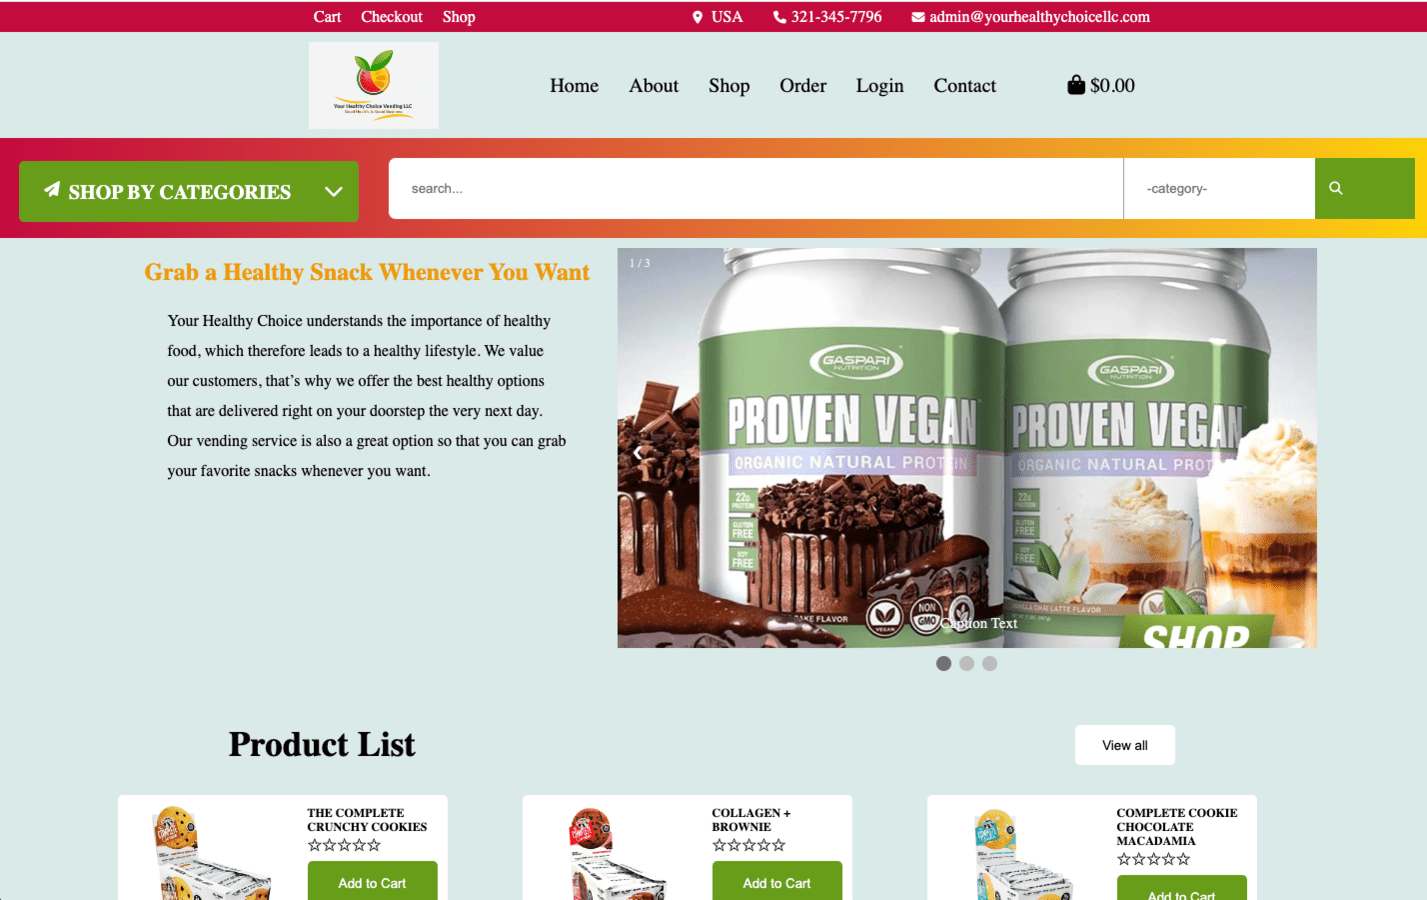 Cart Checkout Shop USA 321-345-7796 admin@yourhealthychoicellc.com
Your Healthy Choice Vending LLC
Good Health, Is Good Business
Home About Shop Order Login Contact $0.00
SHOP BY CATEGORIES search... -category-
Grab a Healthy Snack Whenever You Want
Your Healthy Choice understands the importance of healthy
food, which therefore leads to a healthy lifestyle. We value
our customers, that’s why we offer the best healthy options
that are delivered right on your doorstep the very next day.
Our vending service is also a great option so that you can grab
your favorite snacks whenever you want.
1 / 3
GASPARI
NUTRITION
PROVEN VEGAN
ORGANIC NATURAL PROTEIN
22g
PROTEIN
GLUTEN
FREE
SOY
FREE
CAKE FLAVOR
VEGAN
NON
GMO
GASPARI
NUTRITION
PROVEN VEGAN
ORGANIC NATURAL PROT
22g
PROTEIN
GLUTEN
FREE
SOY
FREE
VANILLA CHAI LATTE FLAVOR
Caption Text
SHOP
Product List View all
THE COMPLETE
CRUNCHY COOKIES
Add to Cart
COLLAGEN +
BROWNIE
Add to Cart
COMPLETE COOKIE
CHOCOLATE
MACADAMIA
Add to Cart